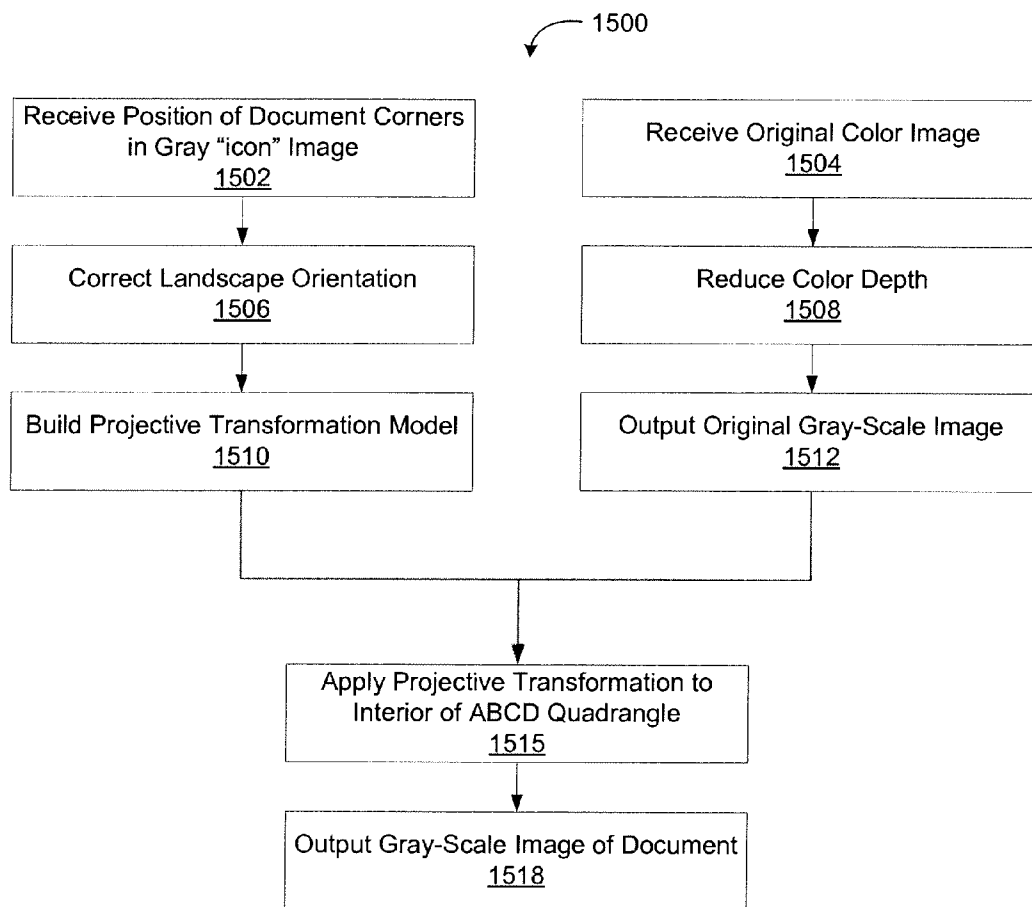 1500
Receive Position of Document Corners
in Gray “icon” Image
1502
Receive Original Color Image
1504
Correct Landscape Orientation
1506
Reduce Color Depth
1508
Build Projective Transformation Model
1510
Output Original Gray-Scale Image
1512
Apply Projective Transformation to
Interior of ABCD Quadrangle
1515
Output Gray-Scale Image of Document
1518